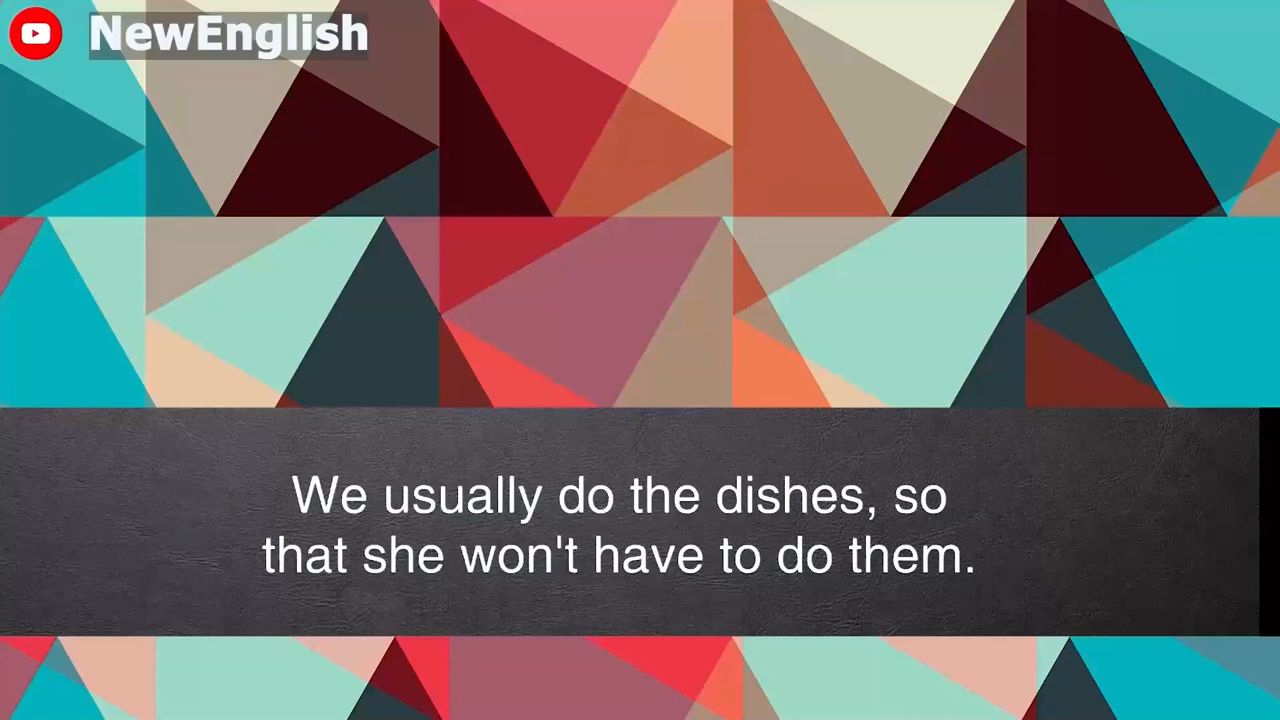 NewEnglish
We usually do the dishes, so
that she won't have to do them.